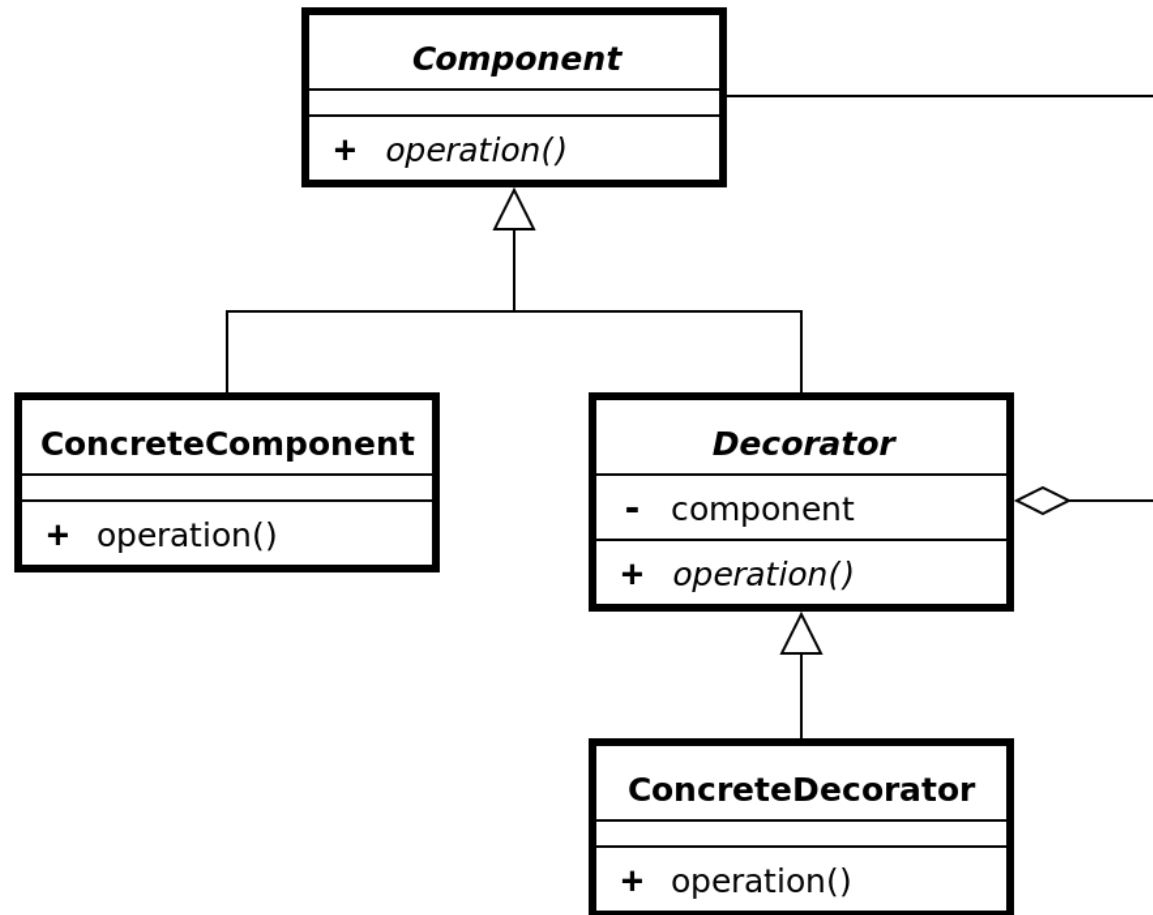 Component
+ operation()
ConcreteComponent
+ operation()
Decorator
- component
+ operation()
ConcreteDecorator
+ operation()